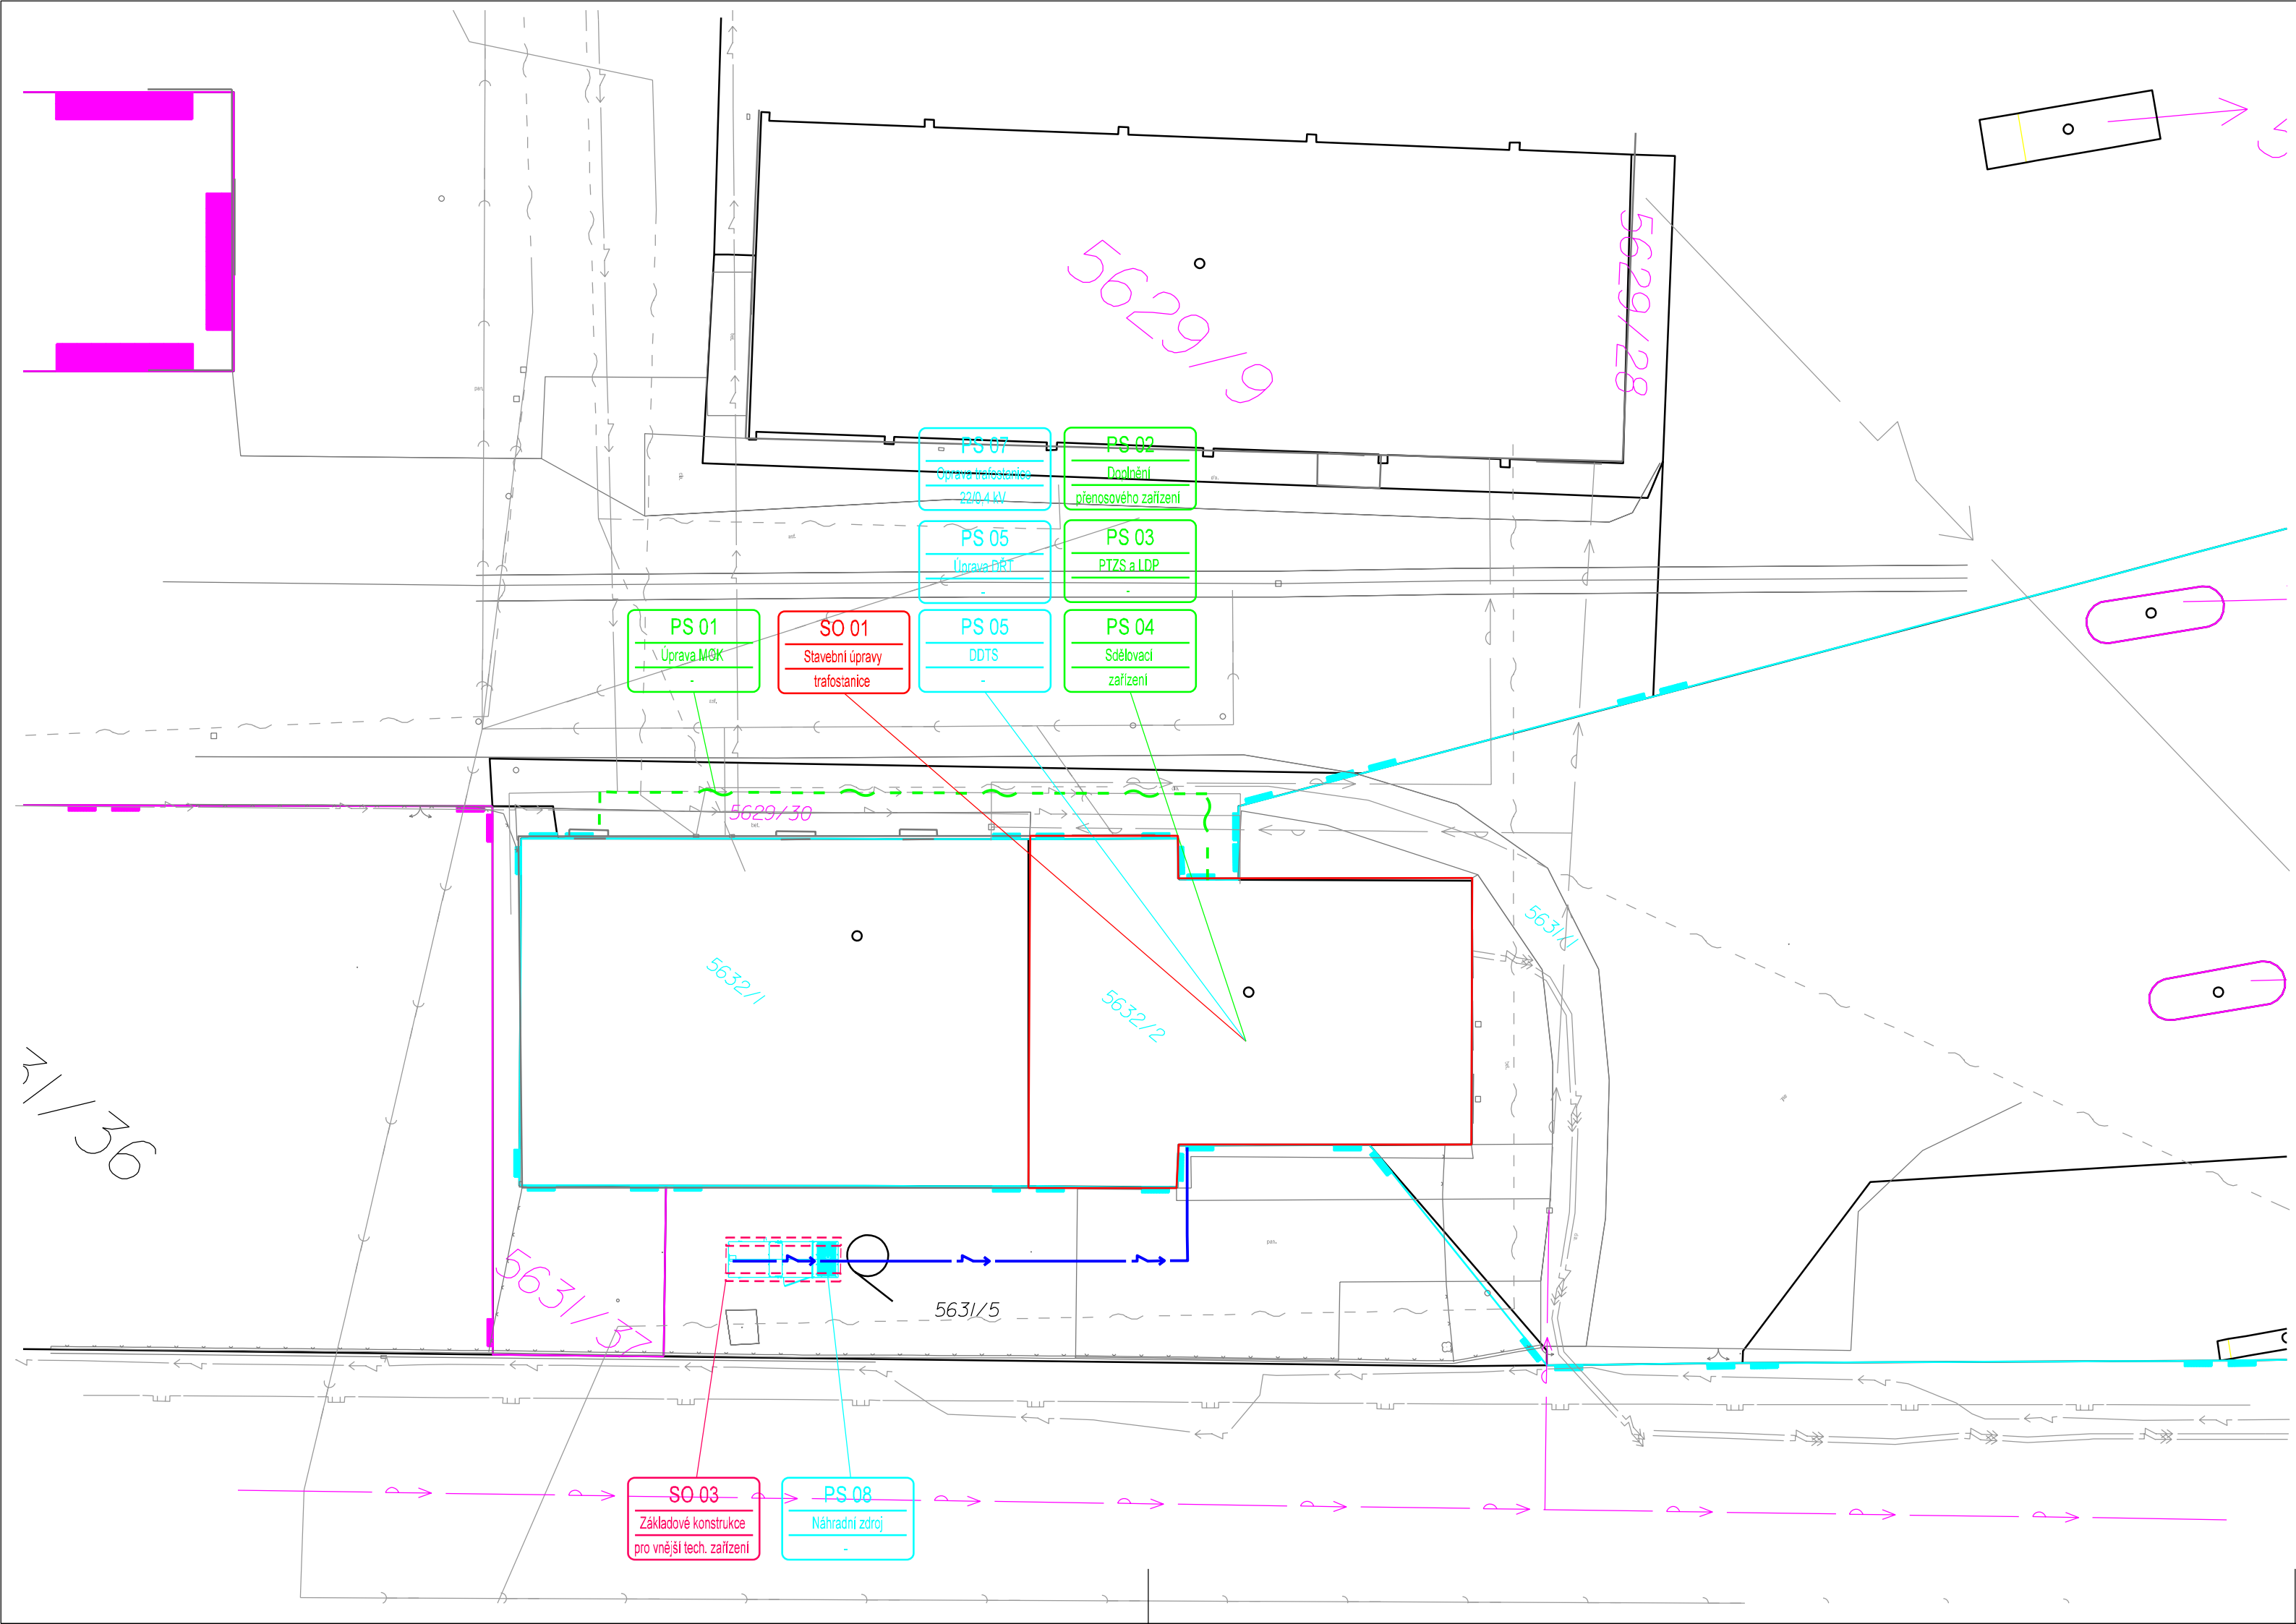 5629/9
5629/28
PS 07
Oprava trafostanice
22/0,4 kV
PS 02
Doplnění
přenosového zařízení
PS 05
Úprava DŘT
-
PS 03
PTZS a LDP
-
PS 01
Úprava MOK
-
SO 01
Stavební úpravy
trafostanice
PS 05
DDTS
-
PS 04
Sdělovací
zařízení
5629/30
5631/1
5632/1
5632/2
31/36
5631/37
5631/5
SO 03
Základové konstrukce
pro vnější tech. zařízení
PS 08
Náhradní zdroj
-